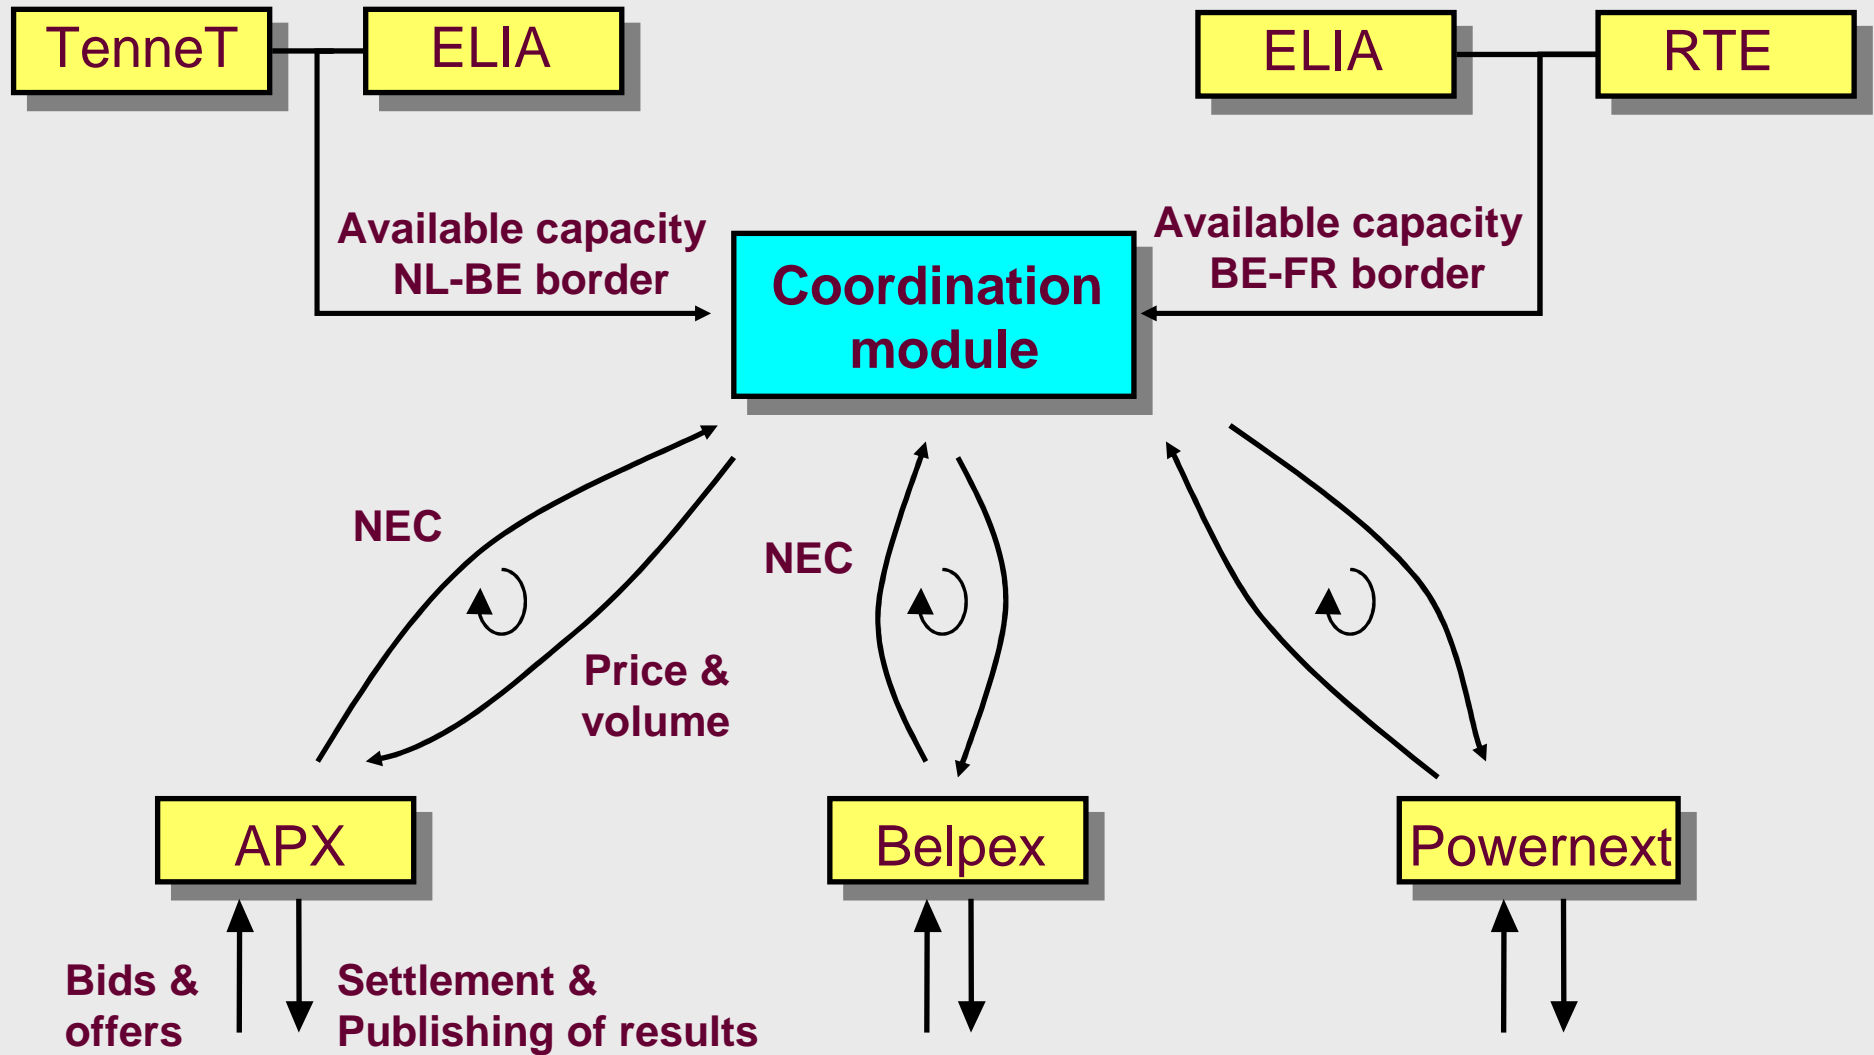 TenneT
ELIA
ELIA
RTE
Available capacity
NL-BE border
Available capacity
BE-FR border
Coordination
module
NEC
NEC
Price &
volume
APX
Belpex
Powernext
Bids &
offers
Settlement &
Publishing of results